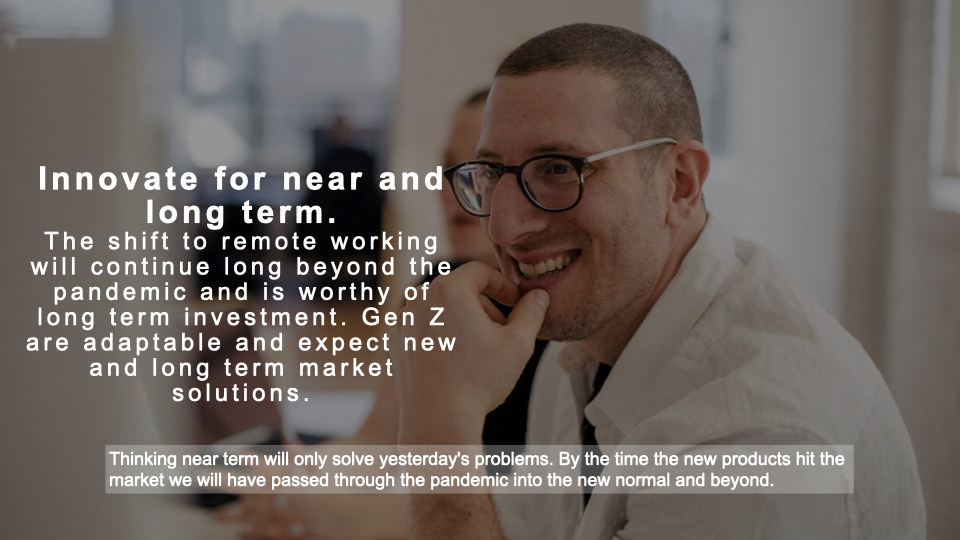 Innovate for near and
long term.
The shift to remote working
will continue long beyond the
pandemic and is worthy of
long term investment. Gen Z
are adaptable and expect new
and long term market
solutions.
Thinking near term will only solve yesterday's problems. By the time the new products hit the
market we will have passed through the pandemic into the new normal and beyond.